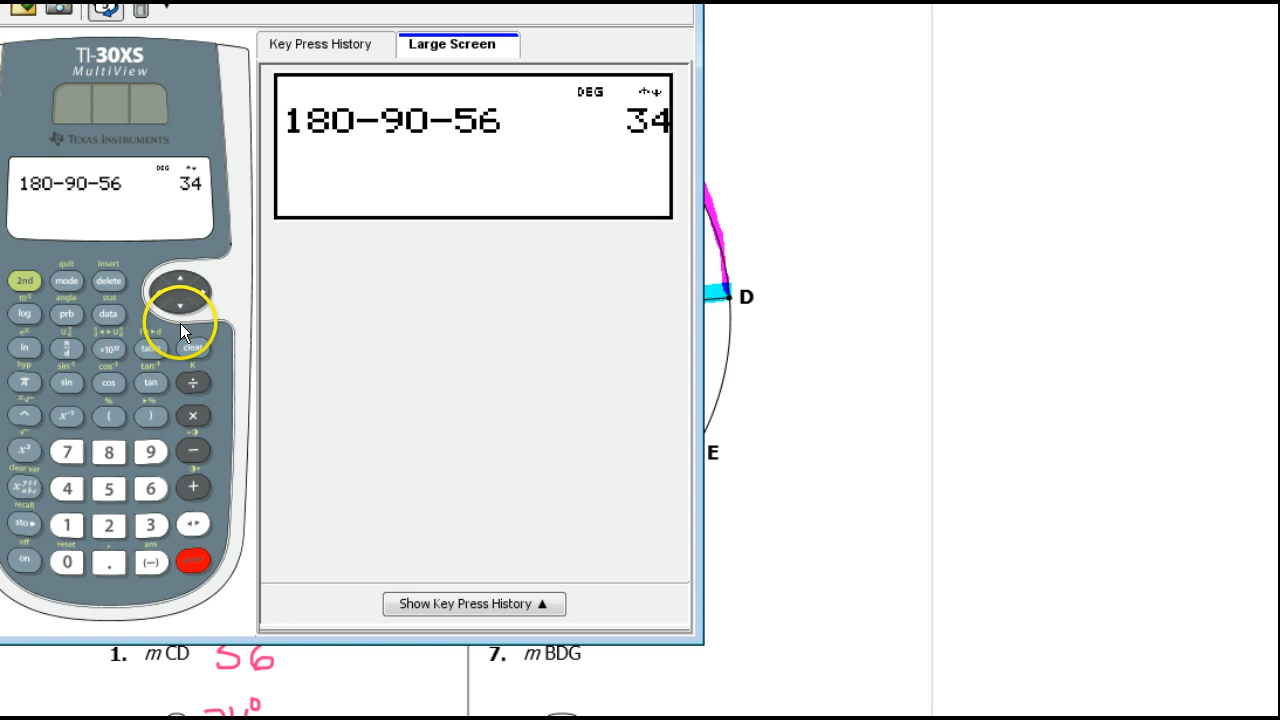 Key Press History
Large Screen
TI-30XS
MultiView
TEXAS INSTRUMENTS
DEG
180-90-56 34
DEG
180-90-56 34
quit insert
2nd mode delete
angle stat
log prb data
ln table clear
hyp sin⁻¹ cos⁻¹ tan⁻¹ K
π sin cos tan ÷
% ▸%
^ x⁻¹ ( ) ×
x² 7 8 9 −
clear var
4 5 6 +
recall
sto▸ 1 2 3 ◂▸
off reset , ans
on 0 . (−)
D
E
Show Key Press History ▲
1. mCD 56
7. mBDG